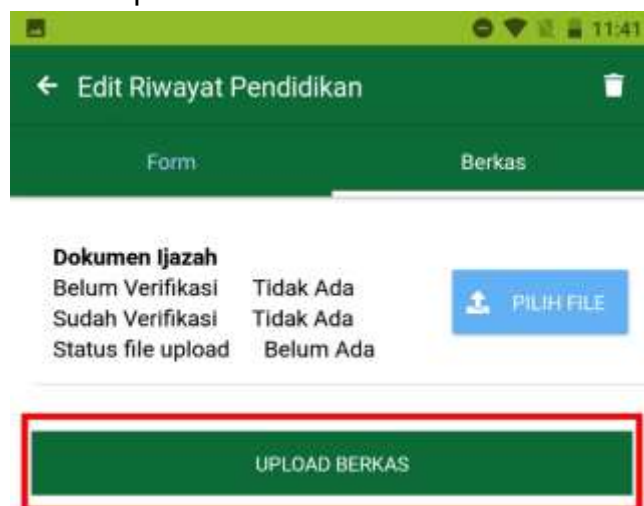 11:41
Edit Riwayat Pendidikan
Form Berkas
Dokumen Ijazah
Belum Verifikasi Tidak Ada
Sudah Verifikasi Tidak Ada
Status file upload Belum Ada
PILIH FILE
UPLOAD BERKAS